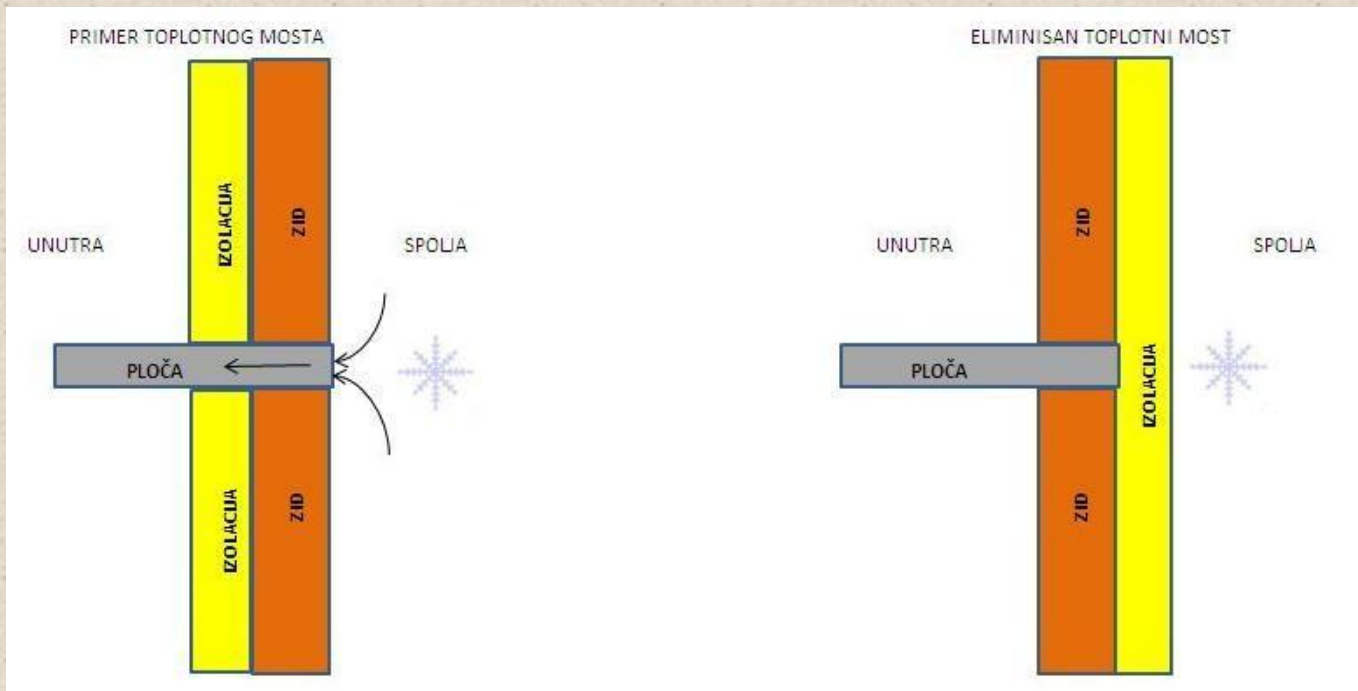 PRIMER TOPLOTNOG MOSTA
IZOLACIJA
ZID
UNUTRA
SPOLJA
PLOČA
IZOLACIJA
ZID
ELIMINISAN TOPLOTNI MOST
ZID
UNUTRA
SPOLJA
PLOČA
IZOLACIJA
ZID